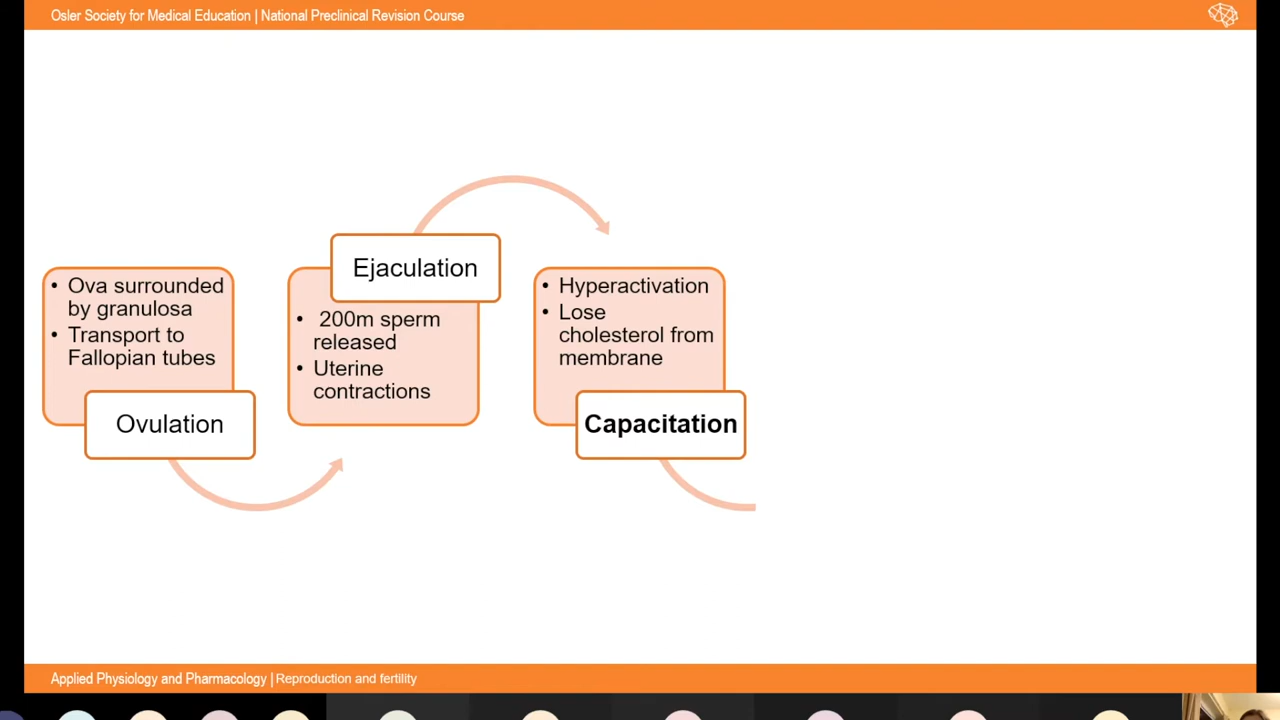 Osler Society for Medical Education | National Preclinical Revision Course
• Ova surrounded
by granulosa
• Transport to
Fallopian tubes
Ovulation
Ejaculation
• 200m sperm
released
• Uterine
contractions
• Hyperactivation
• Lose
cholesterol from
membrane
Capacitation
Applied Physiology and Pharmacology | Reproduction and fertility